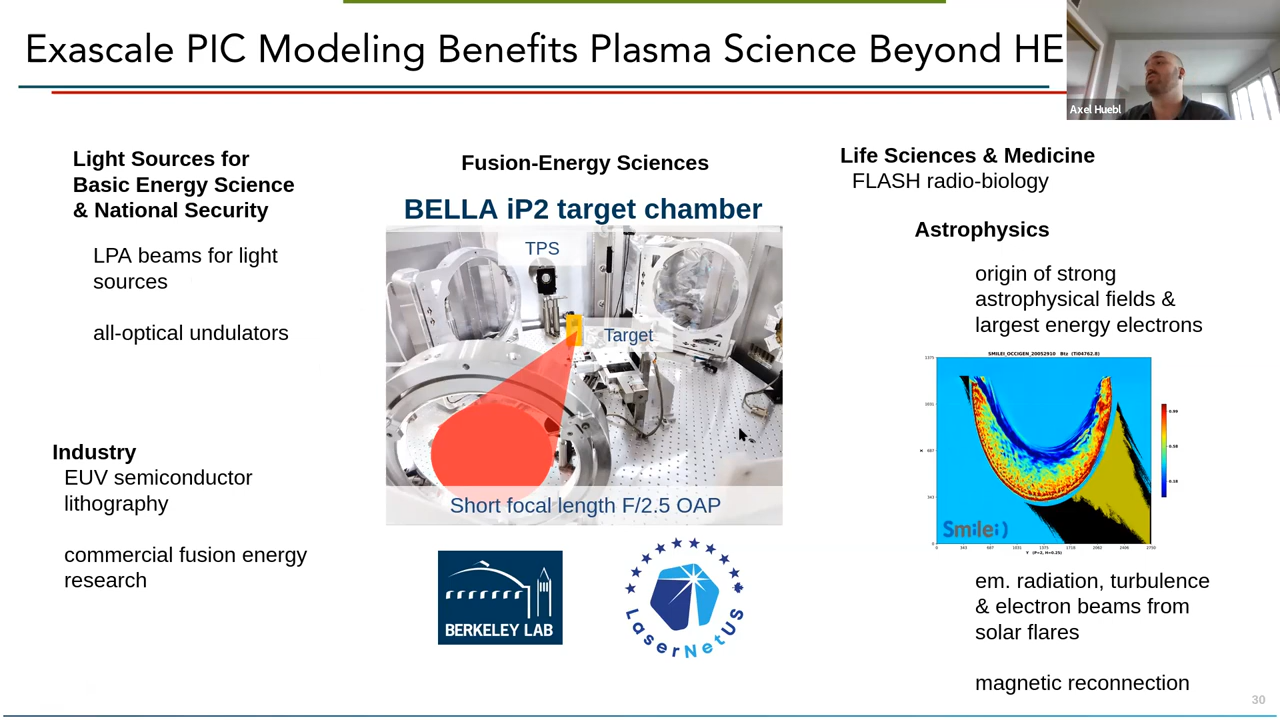 Exascale PIC Modeling Benefits Plasma Science Beyond HE
Axel Huebl
Light Sources for
Basic Energy Science
& National Security
LPA beams for light
sources
all-optical undulators
Industry
EUV semiconductor
lithography
commercial fusion energy
research
Fusion-Energy Sciences
BELLA iP2 target chamber
TPS
Target
Short focal length F/2.5 OAP
BERKELEY LAB
LaserNetUS
Life Sciences & Medicine
FLASH radio-biology
Astrophysics
origin of strong
astrophysical fields &
largest energy electrons
Smilei)
em. radiation, turbulence
& electron beams from
solar flares
magnetic reconnection
30